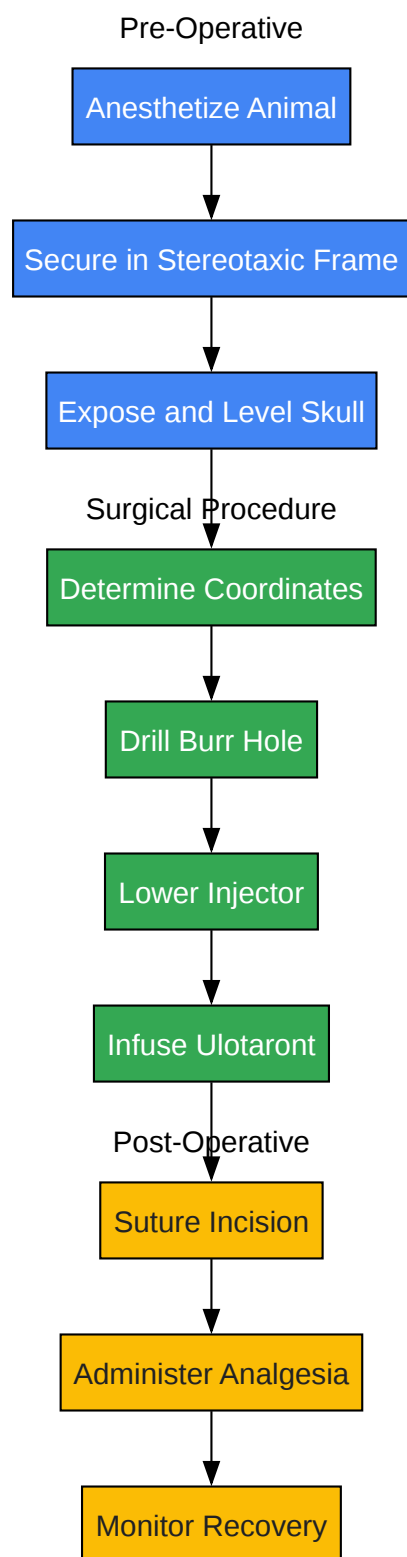 Pre-Operative
Anesthetize Animal
Secure in Stereotaxic Frame
Expose and Level Skull
Surgical Procedure
Determine Coordinates
Drill Burr Hole
Lower Injector
Infuse Ulotaront
Post-Operative
Suture Incision
Administer Analgesia
Monitor Recovery